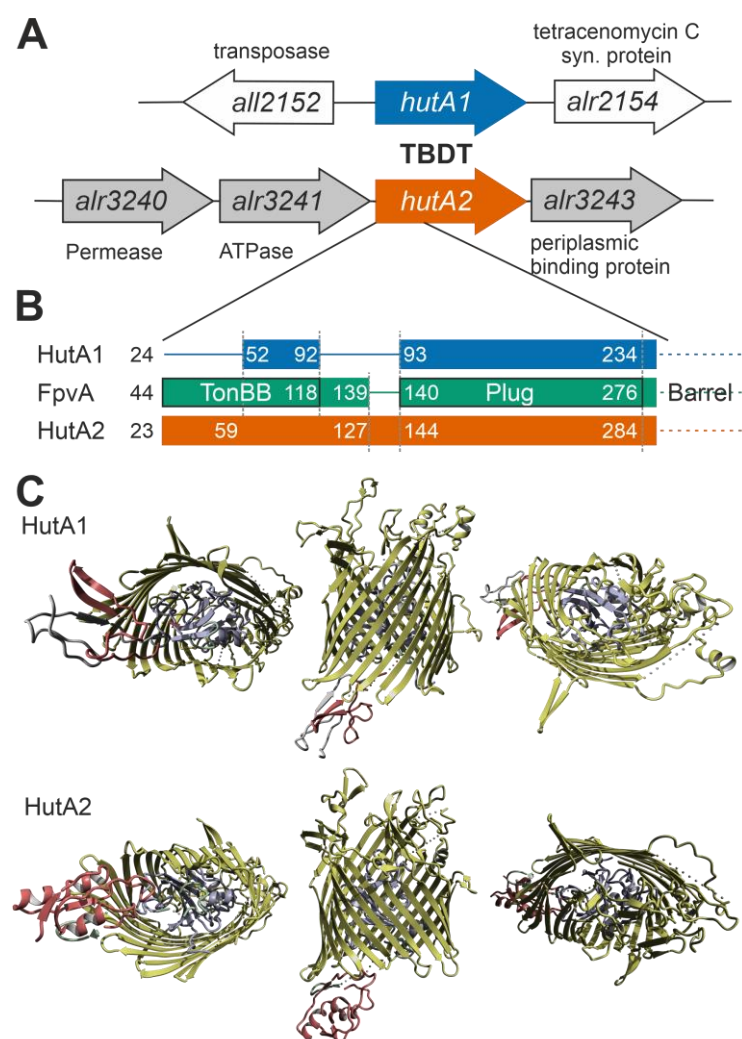 A
transposase
tetracenomycin C
syn. protein
all2152
hutA1
alr2154
TBDT
alr3240
alr3241
hutA2
alr3243
Permease
ATPase
periplasmic
binding protein
B
HutA1 24 52 92 93 234
FpvA 44 TonBB 118 139 140 Plug 276 Barrel
HutA2 23 59 127 144 284
C
HutA1
HutA2